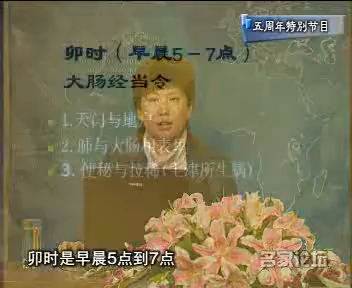 五周年特别节目
卯时（早晨5-7点）
大肠经当令
1.天门与地户
2.肺与大肠相表里
3.便秘与拉稀（主津所生病）
卯时是早晨5点到7点
名家论坛